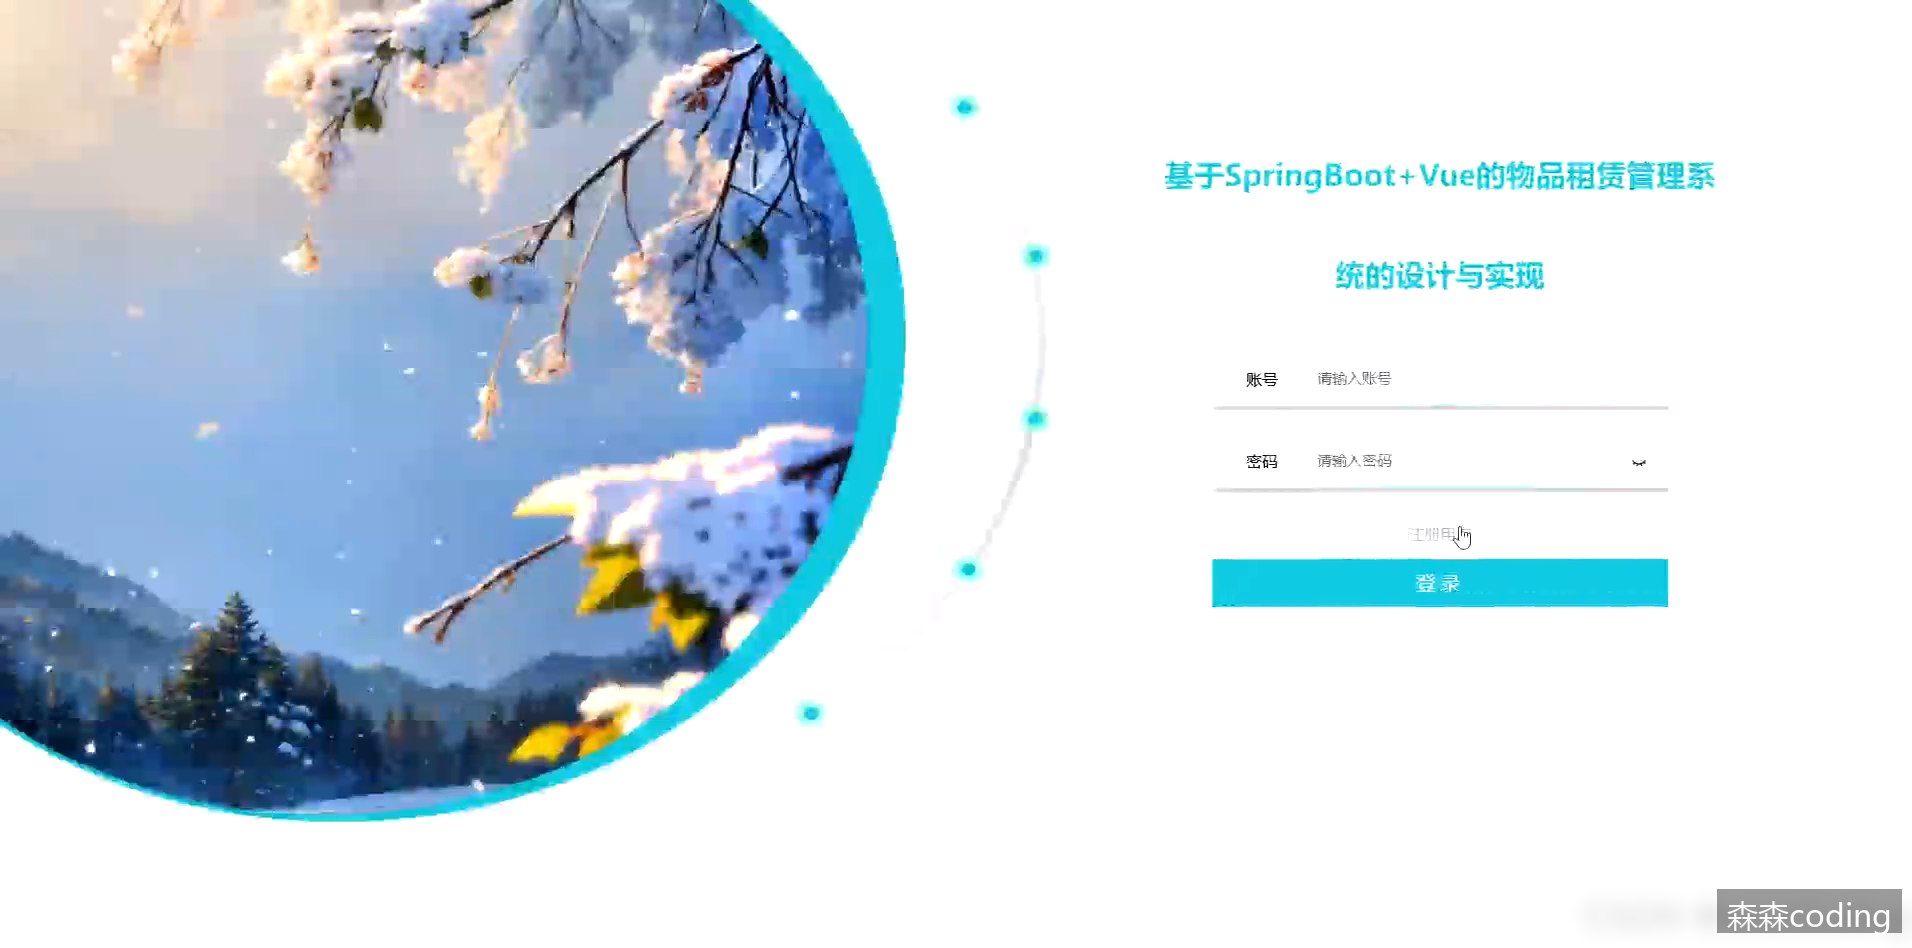 基于SpringBoot+Vue的物品租赁管理系
统的设计与实现
账号 请输入账号
密码 请输入密码
注册用
登录
森森coding